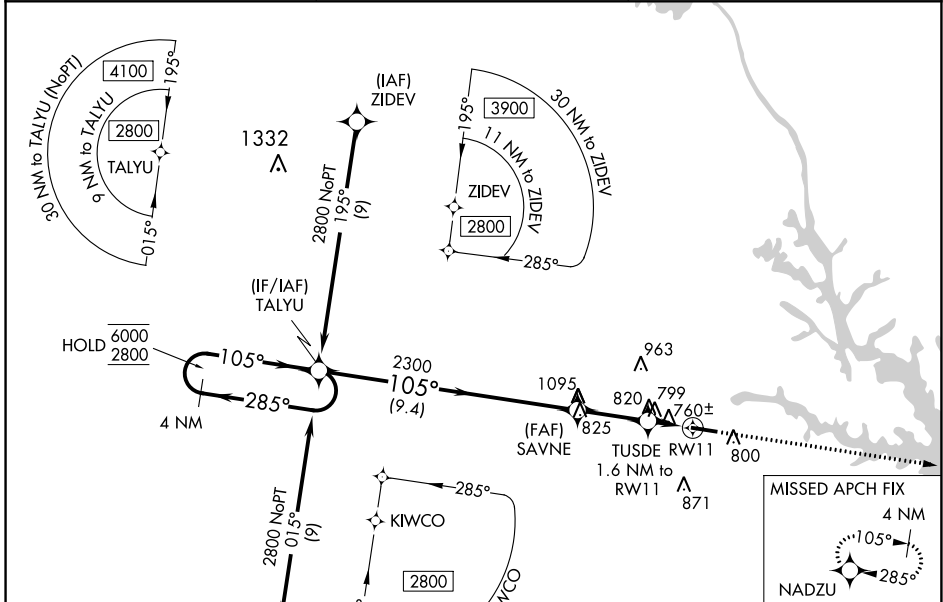 4100
195°
2800
TALYU
015°
30 NM to TALYU (NoPT)
9 NM to TALYU
(IAF)
ZIDEV
1332
2800 NoPT
195°
(9)
3900
195°
30 NM to ZIDEV
11 NM to ZIDEV
ZIDEV
2800
285°
(IF/IAF)
TALYU
HOLD 6000
2800
105°
285°
4 NM
2300
105°
(9.4)
1095
825
(FAF)
SAVNE
963
820
799
760±
TUSDE
1.6 NM to
RW11
RW11
800
871
2800 NoPT
015°
(9)
285°
KIWCO
2800
MISSED APCH FIX
4 NM
105°
285°
NADZU